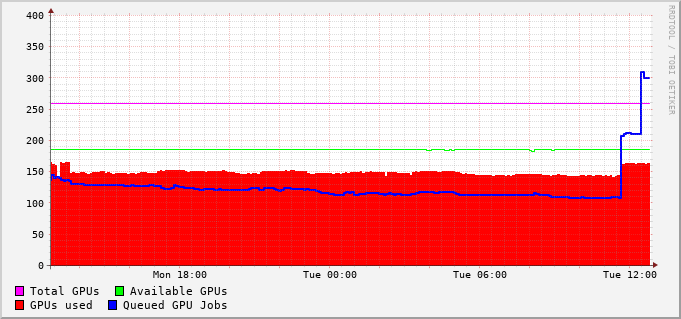 RRDTOOL / TOBI OETIKER
400
350
300
250
200
150
100
50
0
Mon 18:00 Tue 00:00 Tue 06:00 Tue 12:00
Total GPUs Available GPUs
GPUs used Queued GPU Jobs